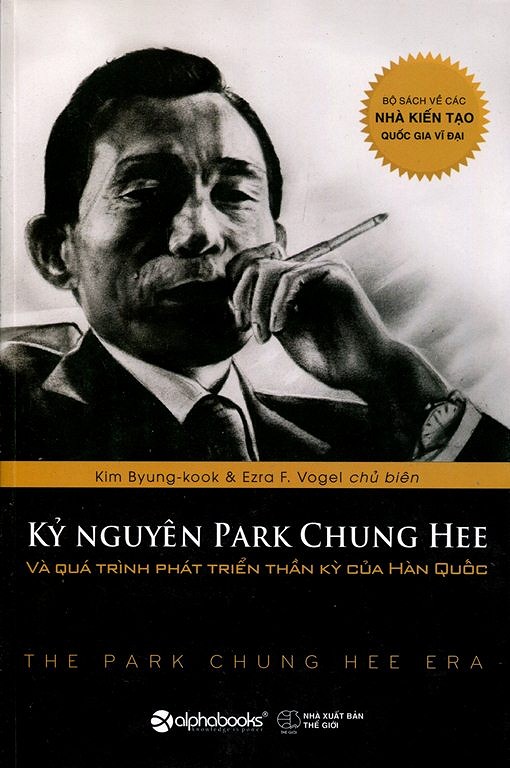 BỘ SÁCH VỀ CÁC
NHÀ KIẾN TẠO
QUỐC GIA VĨ ĐẠI
Kim Byung-kook & Ezra F. Vogel chủ biên
KỶ NGUYÊN PARK CHUNG HEE
VÀ QUÁ TRÌNH PHÁT TRIỂN THẦN KỲ CỦA HÀN QUỐC
THE PARK CHUNG HEE ERA
alphabooks®
knowledge is power
THẾ GIỚI
NHÀ XUẤT BẢN
THẾ GIỚI